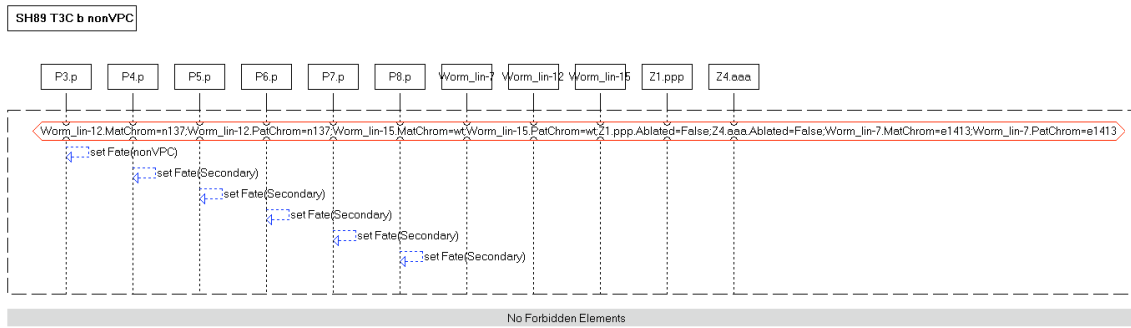 SH89 T3C b nonVPC
P3.p P4.p P5.p P6.p P7.p P8.p Worm_lin-7 Worm_lin-12 Worm_lin-15 Z1.ppp Z4.aaa
Worm_lin-12.MatChrom=n137;Worm_lin-12.PatChrom=n137;Worm_lin-15.MatChrom=wt;Worm_lin-15.PatChrom=wt;Z1.ppp.Ablated=False;Z4.aaa.Ablated=False;Worm_lin-7.MatChrom=e1413;Worm_lin-7.PatChrom=e1413
set Fate(nonVPC)
set Fate(Secondary)
set Fate(Secondary)
set Fate(Secondary)
set Fate(Secondary)
set Fate(Secondary)
No Forbidden Elements